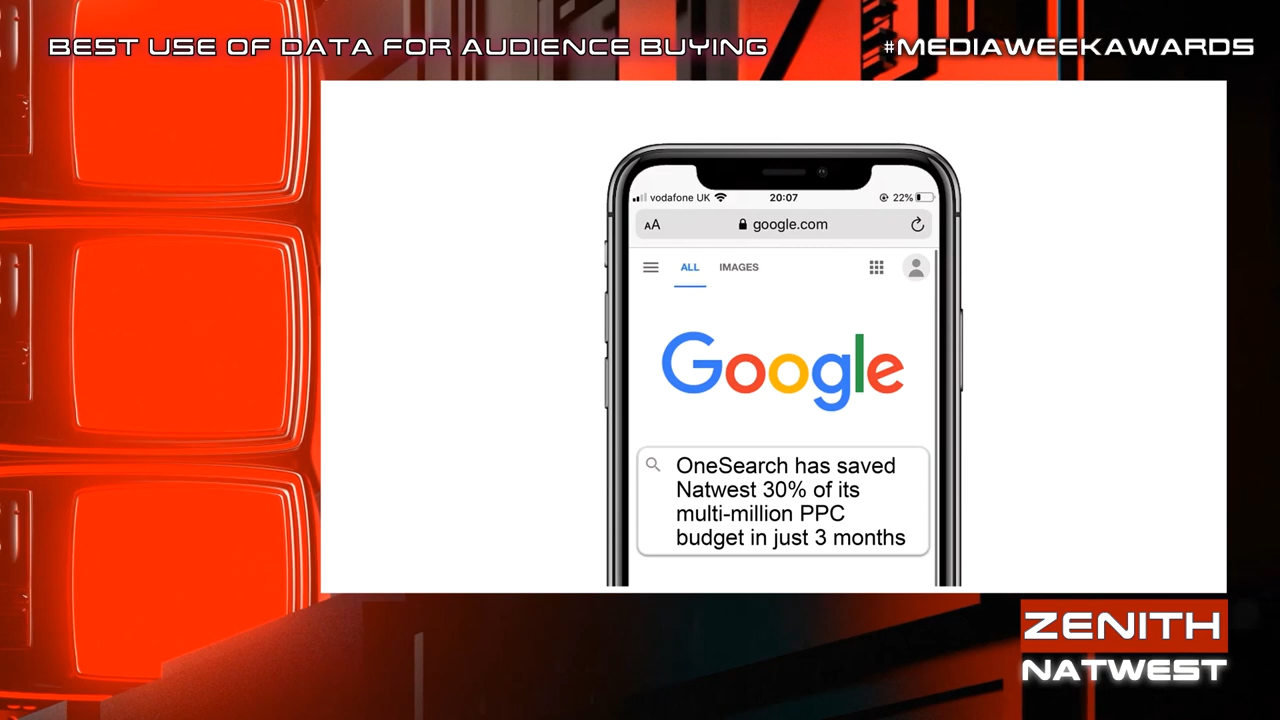 BEST USE OF DATA FOR AUDIENCE BUYING
#MEDIAWEEKAWARDS
vodafone UK
20:07
22%
AA
google.com
ALL
IMAGES
Google
OneSearch has saved
Natwest 30% of its
multi-million PPC
budget in just 3 months
ZENITH
NATWEST